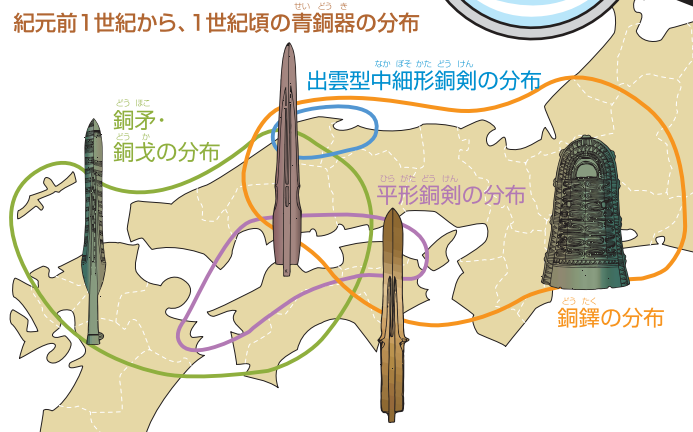 せい どう き
紀元前1世紀から、1世紀頃の青銅器の分布
なか ぼそ かた どう けん
出雲型中細形銅剣の分布
どう ほこ
銅矛・
どう か
銅戈の分布
ひら がた どう けん
平形銅剣の分布
どう たく
銅鐸の分布